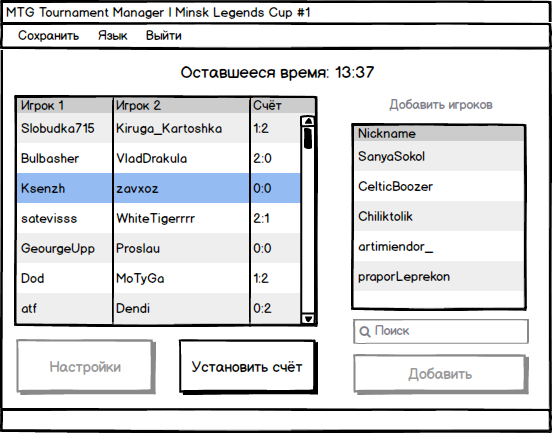 MTG Tournament Manager | Minsk Legends Cup #1
Сохранить Язык Выйти
Оставшееся время: 13:37
Игрок 1 Игрок 2 Счёт
Slobudka715 Kiruga_Kartoshka 1:2
Bulbasher VladDrakula 2:0
Ksenzh zavxoz 0:0
satevisss WhiteTigerrrr 2:1
GeourgeUpp Proslau 0:0
Dod MoTyGa 1:2
atf Dendi 0:2
Настройки Установить счёт
Добавить игроков
Nickname
SanyaSokol
CelticBoozer
Chiliktolik
artimiendor_
praporLeprekon
Поиск
Добавить